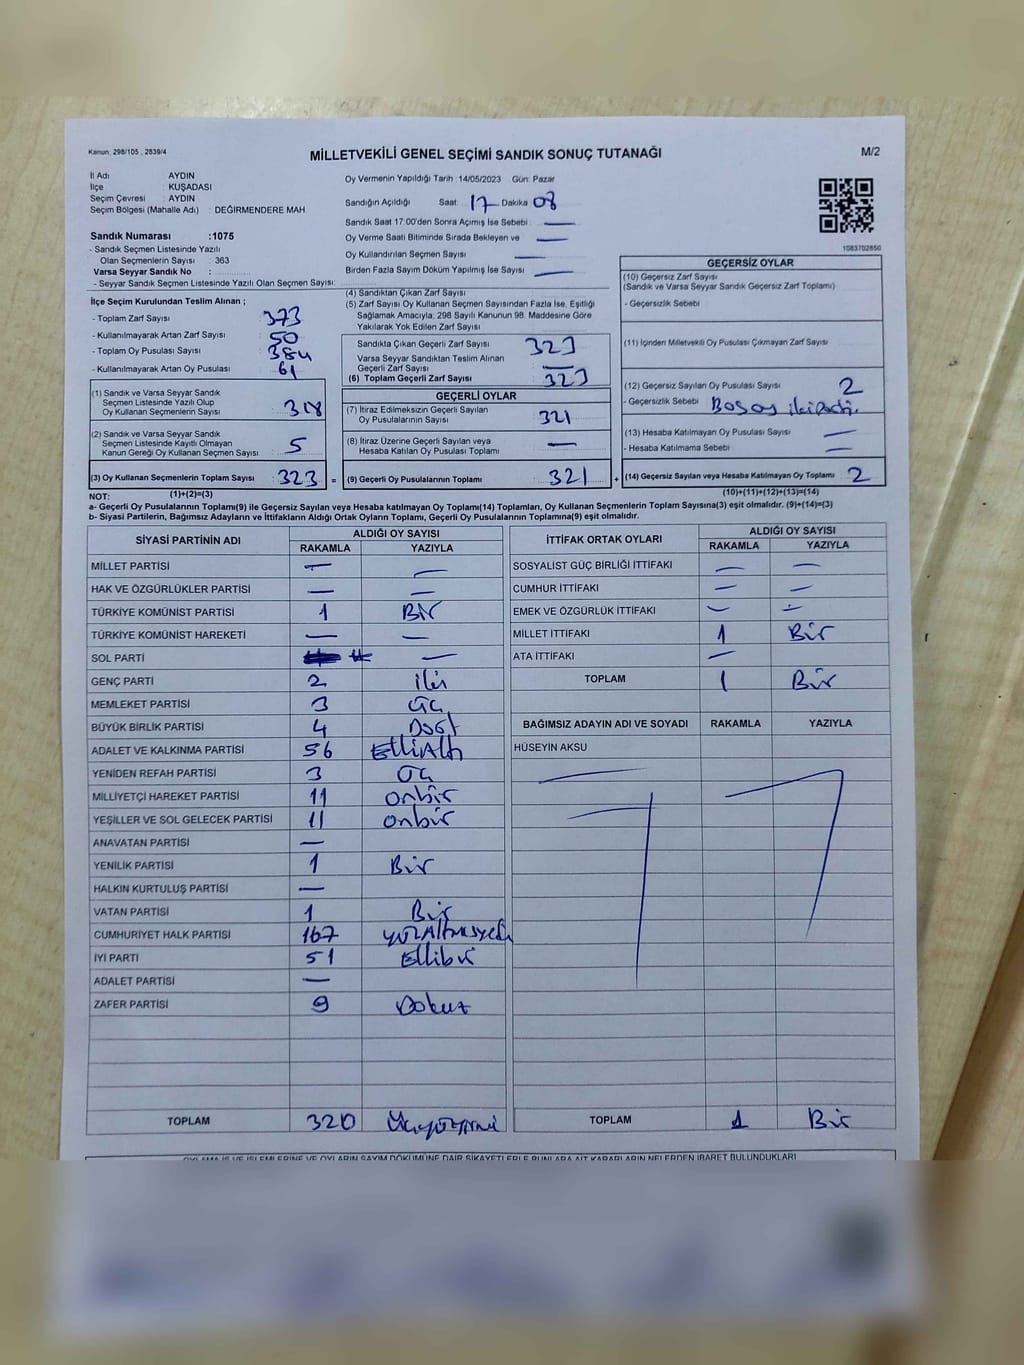 Kanun, 298/105 , 2839/4
MİLLETVEKİLİ GENEL SEÇİMİ SANDIK SONUÇ TUTANAĞI
M/2
İl Adı AYDIN
İlçe KUŞADASI
Seçim Çevresi : AYDIN
Seçim Bölgesi (Mahalle Adı) : DEĞİRMENDERE MAH
Sandık Numarası :1075
- Sandık Seçmen Listesinde Yazılı
Olan Seçmenlerin Sayısı : 363
Varsa Seyyar Sandık No :
- Seyyar Sandık Seçmen Listesinde Yazılı Olan Seçmenlerin Sayısı:
Oy Vermenin Yapıldığı Tarih :14/05/2023 Gün: Pazar
Sandığın Açıldığı Saat: 17 Dakika 08
Sandık Saat 17:00'den Sonra Açımış İse Sebebi : —
Oy Verme Saati Bitiminde Sırada Bekleyen ve —
Oy Kullandırılan Seçmen Sayısı —
Birden Fazla Sayım Döküm Yapılmış İse Sayısı : —
1083702850
İlçe Seçim Kurulundan Teslim Alınan ;
- Toplam Zarf Sayısı : 373
- Kullanılmayarak Artan Zarf Sayısı : 50
- Toplam Oy Pusulası Sayısı : 384
- Kullanılmayarak Artan Oy Pusulası : 61
(1) Sandık ve Varsa Seyyar Sandık
Seçmen Listesinde Yazılı Olup
Oy Kullanan Seçmenlerin Sayısı : 318
(2) Sandık ve Varsa Seyyar Sandık
Seçmen Listesinde Kayıtlı Olmayan
Kanun Gereği Oy Kullanan Seçmen Sayısı : 5
(3) Oy Kullanan Seçmenlerin Toplam Sayısı : 323 =
(4) Sandıktan Çıkan Zarf Sayısı :
(5) Zarf Sayısı Oy Kullanan Seçmen Sayısından Fazla İse, Eşitliği
Sağlamak Amacıyla; 298 Sayılı Kanunun 98. Maddesine Göre
Yakılarak Yok Edilen Zarf Sayısı :
Sandıkta Çıkan Geçerli Zarf Sayısı : 323
Varsa Seyyar Sandıktan Teslim Alınan
Geçerli Zarf Sayısı : —
(6) Toplam Geçerli Zarf Sayısı : 323
GEÇERLİ OYLAR
(7) İtiraz Edilmeksizin Geçerli Sayılan
Oy Pusulalarının Sayısı : 321
(8) İtiraz Üzerine Geçerli Sayılan veya
Hesaba Katılan Oy Pusulası Toplamı : —
(9) Geçerli Oy Pusulalarının Toplamı : 321 +
GEÇERSİZ OYLAR
(10) Geçersiz Zarf Sayısı
(Sandık ve Varsa Seyyar Sandık Geçersiz Zarf Toplamı)
- Geçersizlik Sebebi :
(11) İçinden Milletvekili Oy Pusulası Çıkmayan Zarf Sayısı :
(12) Geçersiz Sayılan Oy Pusulası Sayısı : 2
- Geçersizlik Sebebi :
(13) Hesaba Katılmayan Oy Pusulası Sayısı : —
- Hesaba Katılmama Sebebi : —
(14) Geçersiz Sayılan veya Hesaba Katılmayan Oy Toplamı : 2
NOT: (1)+(2)=(3) (10)+(11)+(12)+(13)=(14)
a- Geçerli Oy Pusulalarının Toplamı(9) ile Geçersiz Sayılan veya Hesaba katılmayan Oy Toplamı(14) Toplamları, Oy Kullanan Seçmenlerin Toplam Sayısına(3) eşit olmalıdır. (9)+(14)=(3)
b- Siyasi Partilerin, Bağımsız Adayların ve İttifakların Aldığı Ortak Oyların Toplamı, Geçerli Oy Pusulalarının Toplamına(9) eşit olmalıdır.
SİYASİ PARTİNİN ADI ALDIĞI OY SAYISI
RAKAMLA YAZIYLA
MİLLET PARTİSİ — —
HAK VE ÖZGÜRLÜKLER PARTİSİ — —
TÜRKİYE KOMÜNİST PARTİSİ 1 Bir
TÜRKİYE KOMÜNİST HAREKETİ — —
SOL PARTİ —
GENÇ PARTİ 2 iki
MEMLEKET PARTİSİ 3 üç
BÜYÜK BİRLİK PARTİSİ 4 Dört
ADALET VE KALKINMA PARTİSİ 56 ElliAltı
YENİDEN REFAH PARTİSİ 3 üç
MİLLİYETÇİ HAREKET PARTİSİ 11 onbir
YEŞİLLER VE SOL GELECEK PARTİSİ 11 onbir
ANAVATAN PARTİSİ —
YENİLİK PARTİSİ 1 Bir
HALKIN KURTULUŞ PARTİSİ —
VATAN PARTİSİ 1 Bir
CUMHURİYET HALK PARTİSİ 167 yüzAltmışyedi
İYİ PARTİ 51 Ellibir
ADALET PARTİSİ —
ZAFER PARTİSİ 9 Dokuz
TOPLAM 320 Üçyüzyirmi
İTTİFAK ORTAK OYLARI ALDIĞI OY SAYISI
RAKAMLA YAZIYLA
SOSYALİST GÜÇ BİRLİĞİ İTTİFAKI — —
CUMHUR İTTİFAKI — —
EMEK VE ÖZGÜRLÜK İTTİFAKI — —
MİLLET İTTİFAKI 1 Bir
ATA İTTİFAKI —
TOPLAM 1 Bir
BAĞIMSIZ ADAYIN ADI VE SOYADI RAKAMLA YAZIYLA
HÜSEYİN AKSU
TOPLAM 1 Bir
OYLAMA İŞ VE İŞLEMLERİNE VE OYLARIN SAYIM DÖKÜMÜNE DAİR ŞİKAYETLERLE BUNLARA AİT KARARLARIN NELERDEN İBARET BULUNDUKLARI